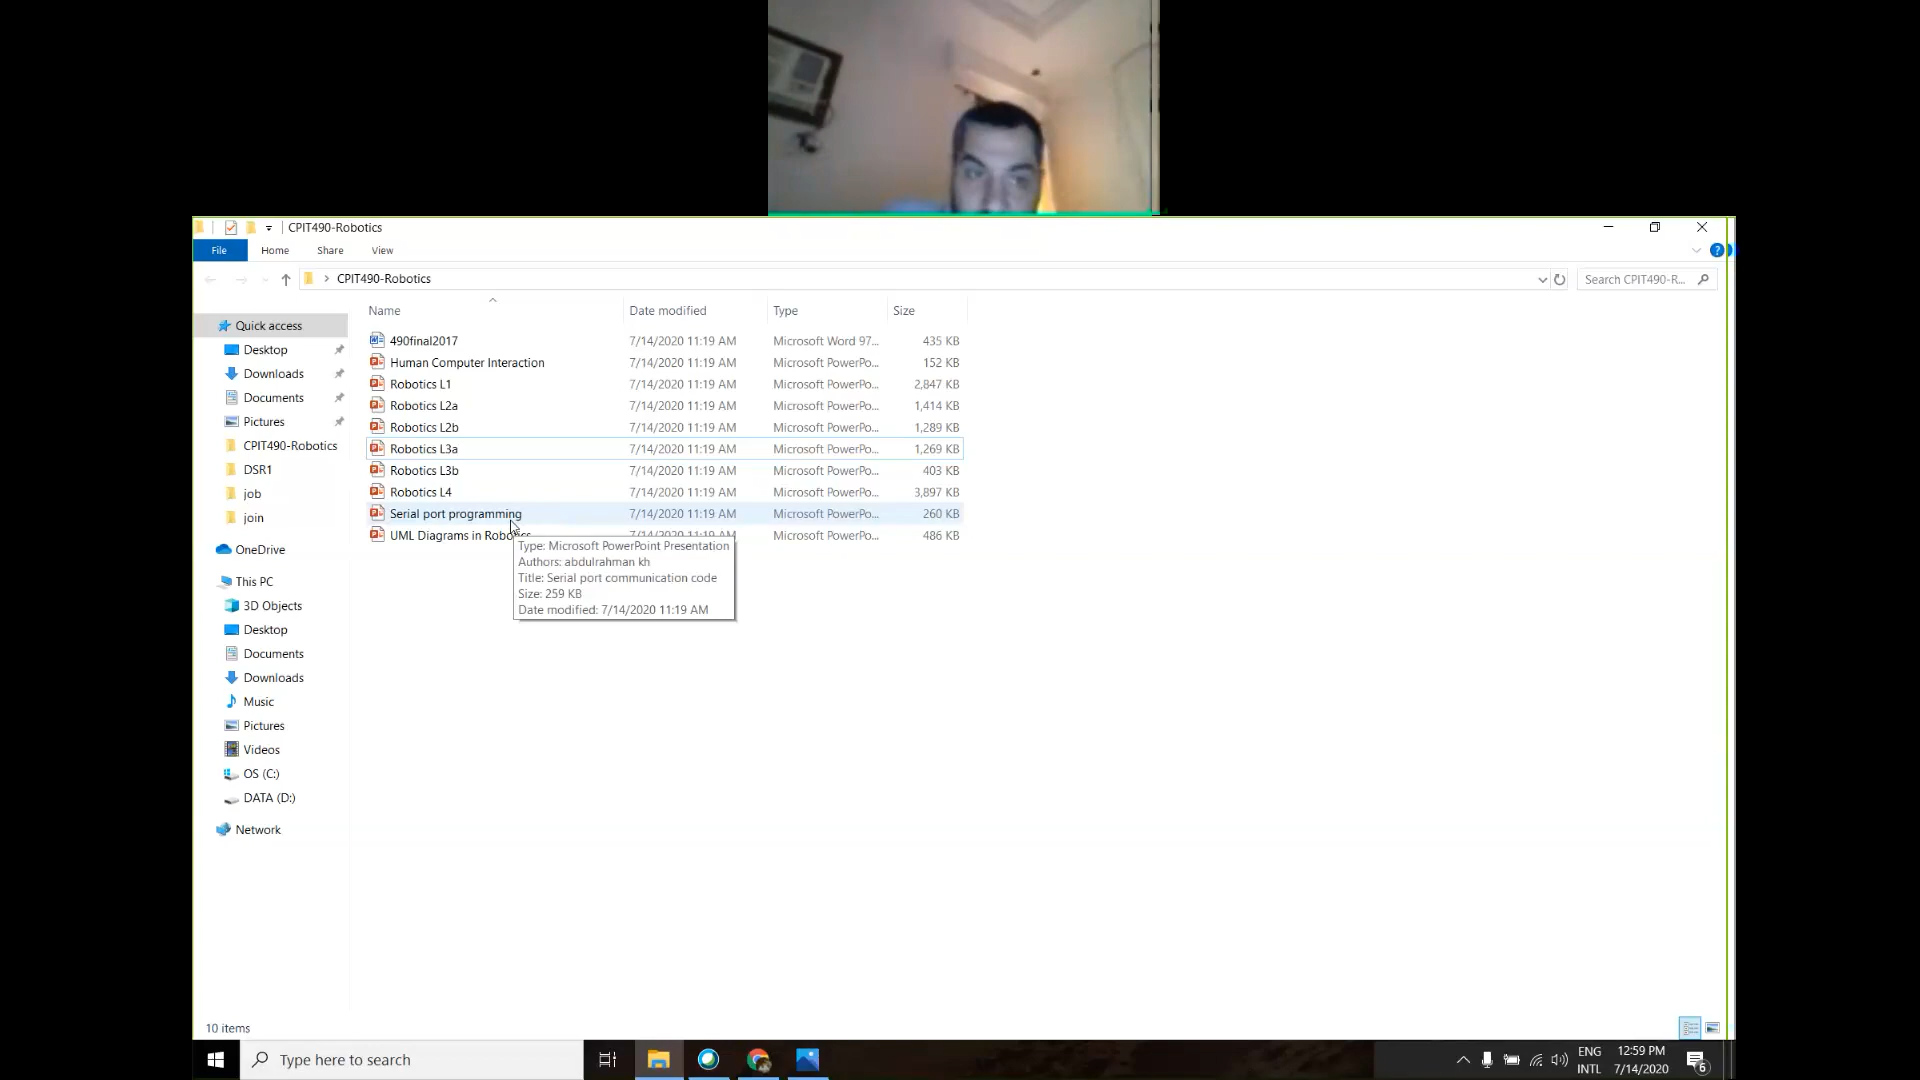 CPIT490-Robotics
File Home Share View
CPIT490-Robotics
Search CPIT490-R...
Name Date modified Type Size
490final2017 7/14/2020 11:19 AM Microsoft Word 97... 435 KB
Human Computer Interaction 7/14/2020 11:19 AM Microsoft PowerPo... 152 KB
Robotics L1 7/14/2020 11:19 AM Microsoft PowerPo... 2,847 KB
Robotics L2a 7/14/2020 11:19 AM Microsoft PowerPo... 1,414 KB
Robotics L2b 7/14/2020 11:19 AM Microsoft PowerPo... 1,289 KB
Robotics L3a 7/14/2020 11:19 AM Microsoft PowerPo... 1,269 KB
Robotics L3b 7/14/2020 11:19 AM Microsoft PowerPo... 403 KB
Robotics L4 7/14/2020 11:19 AM Microsoft PowerPo... 3,897 KB
Serial port programming 7/14/2020 11:19 AM Microsoft PowerPo... 260 KB
UML Diagrams in Robotics 7/14/2020 11:19 AM Microsoft PowerPo... 486 KB
Type: Microsoft PowerPoint Presentation
Authors: abdulrahman kh
Title: Serial port communication code
Size: 259 KB
Date modified: 7/14/2020 11:19 AM
Quick access
Desktop
Downloads
Documents
Pictures
CPIT490-Robotics
DSR1
job
join
OneDrive
This PC
3D Objects
Desktop
Documents
Downloads
Music
Pictures
Videos
OS (C:)
DATA (D:)
Network
10 items
Type here to search
ENG 12:59 PM
INTL 7/14/2020
6